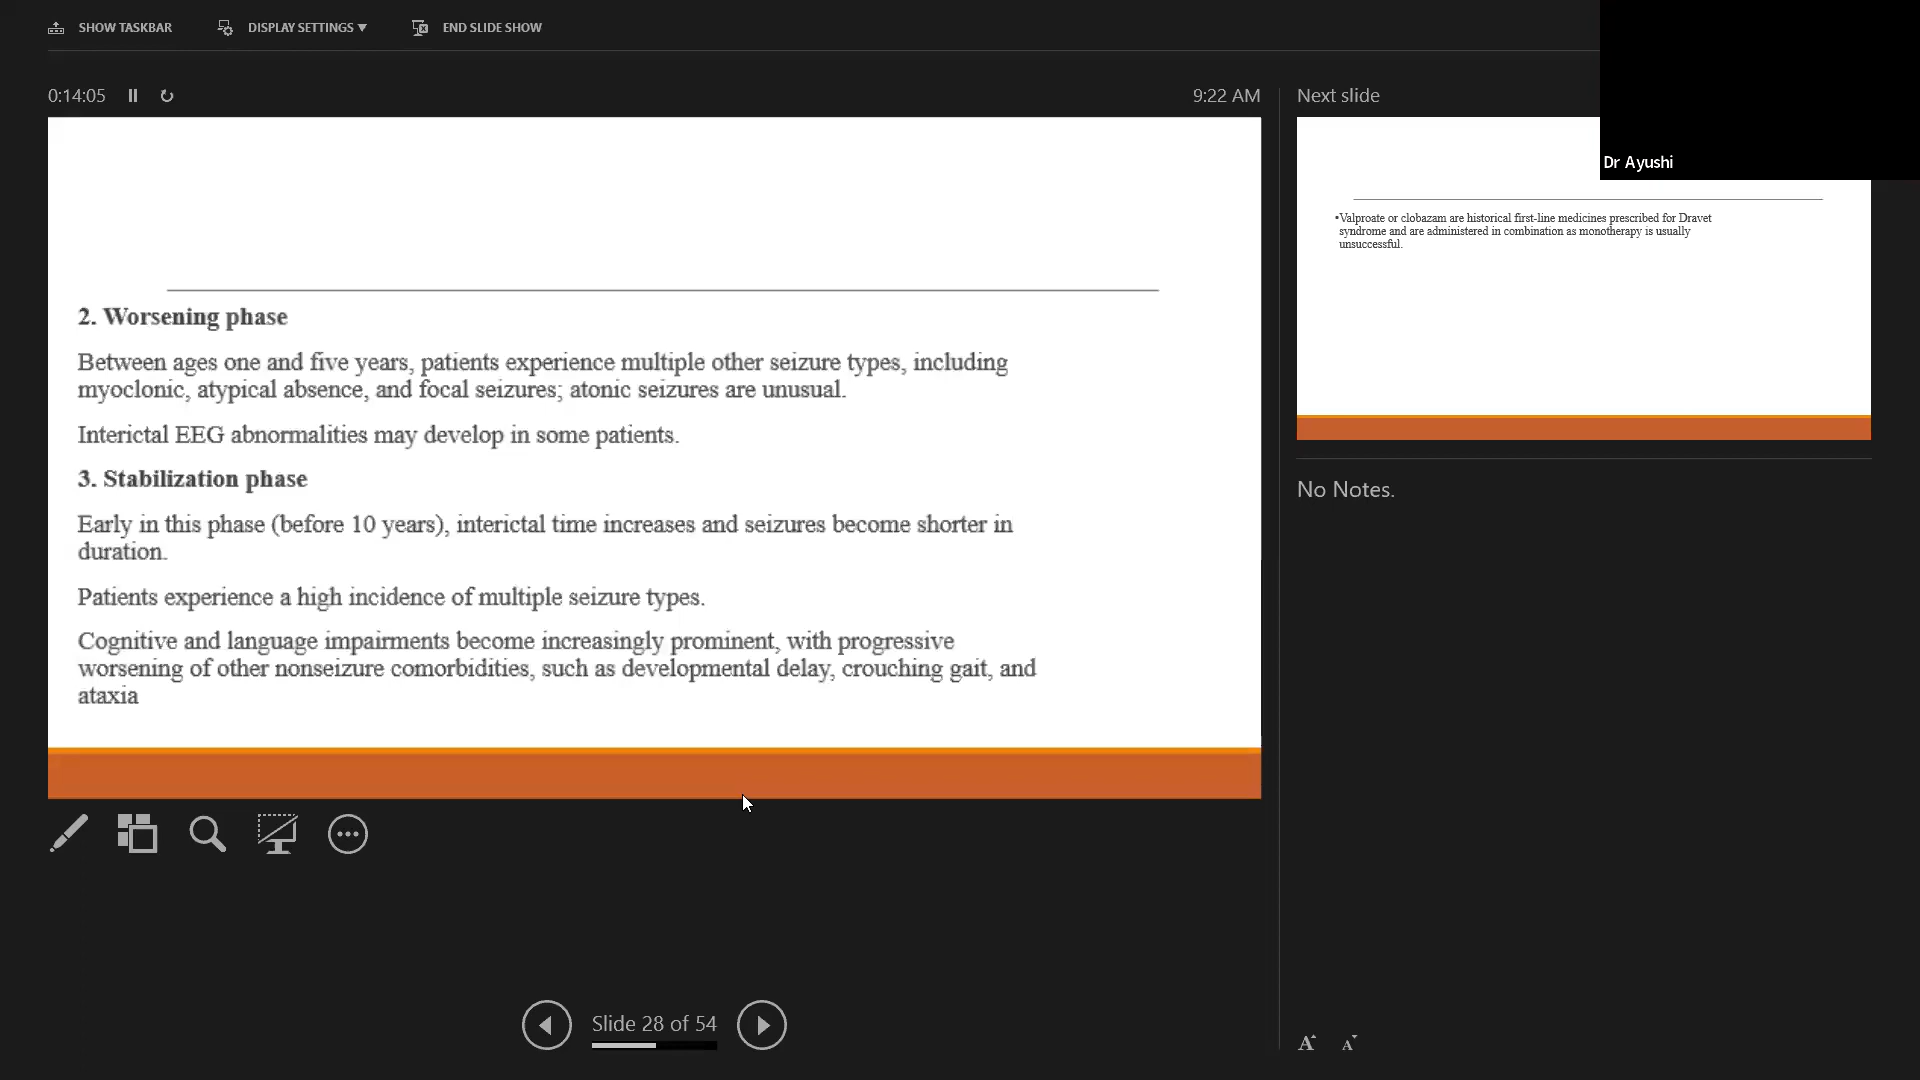 SHOW TASKBAR
DISPLAY SETTINGS ▼
END SLIDE SHOW
0:14:05
9:22 AM
Next slide
Dr Ayushi
2. Worsening phase
Between ages one and five years, patients experience multiple other seizure types, including
myoclonic, atypical absence, and focal seizures; atonic seizures are unusual.
Interictal EEG abnormalities may develop in some patients.
3. Stabilization phase
Early in this phase (before 10 years), interictal time increases and seizures become shorter in
duration.
Patients experience a high incidence of multiple seizure types.
Cognitive and language impairments become increasingly prominent, with progressive
worsening of other nonseizure comorbidities, such as developmental delay, crouching gait, and
ataxia
•Valproate or clobazam are historical first-line medicines prescribed for Dravet
syndrome and are administered in combination as monotherapy is usually
unsuccessful.
No Notes.
Slide 28 of 54
A A